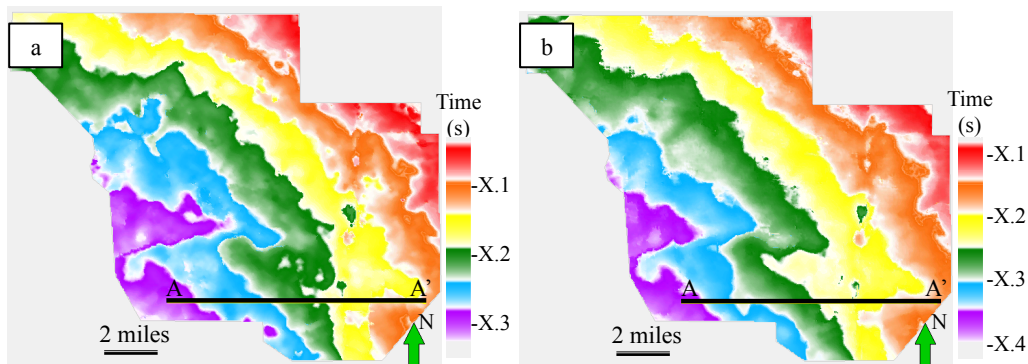 a
Time
(s)
-X.1
-X.2
-X.3
A
A’
N
2 miles
b
Time
(s)
-X.1
-X.2
-X.3
-X.4
A
A’
N
2 miles